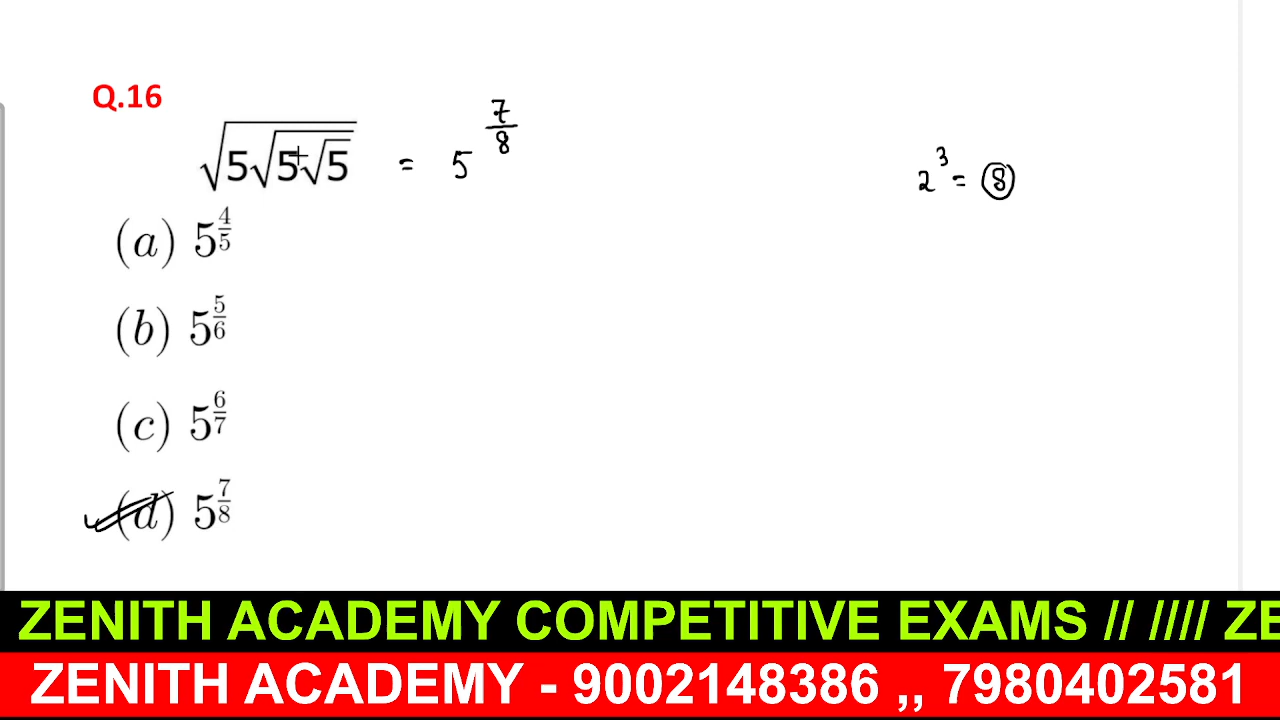 Q.16
√5√5√5 = 5^7/8
2^3 = 8
(a) 5^4/5
(b) 5^5/6
(c) 5^6/7
(d) 5^7/8
ZENITH ACADEMY COMPETITIVE EXAMS // //// ZE
ZENITH ACADEMY - 9002148386 ,, 7980402581